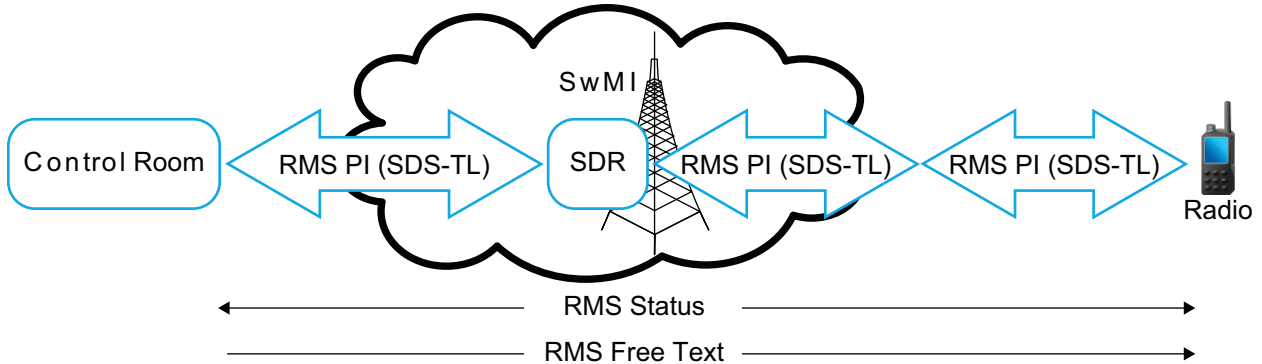 SwMI
Control Room
RMS PI (SDS-TL)
SDR
RMS PI (SDS-TL)
RMS PI (SDS-TL)
Radio
RMS Status
RMS Free Text